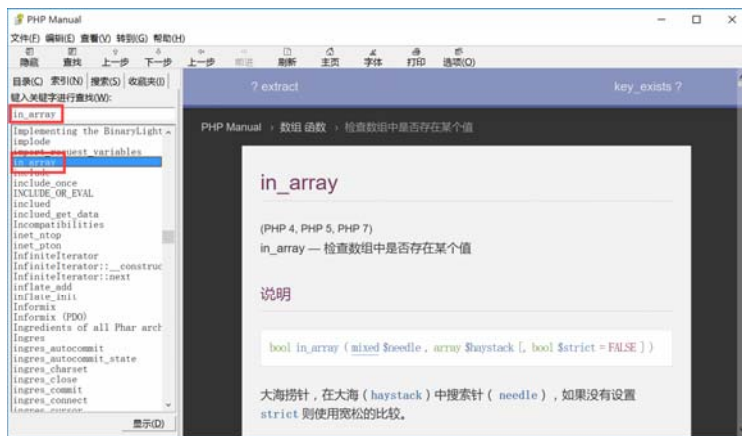 PHP Manual
文件(F) 编辑(E) 查看(V) 转到(G) 帮助(H)
隐藏 查找 上一步 下一步 上一步 前进 刷新 主页 字体 打印 选项(O)
目录(C) 索引(N) 搜索(S) 收藏夹(I)
键入关键字进行查找(W):
in_array
Implementing the BinaryLight
implode
import_request_variables
in_array
include
include_once
INCLUDE_OR_EVAL
inclued
inclued_get_data
Incompatibilities
inet_ntop
inet_pton
InfiniteIterator
InfiniteIterator::__construc
InfiniteIterator::next
inflate_add
inflate_init
Informix
Informix (PDO)
Ingredients of all Phar arch
Ingres
ingres_autocommit
ingres_autocommit_state
ingres_charset
ingres_close
ingres_commit
ingres_connect
ingres_cursor
显示(D)
? extract
key_exists ?
PHP Manual › 数组 函数 › 检查数组中是否存在某个值
in_array
(PHP 4, PHP 5, PHP 7)
in_array — 检查数组中是否存在某个值
说明
bool in_array ( mixed $needle , array $haystack [, bool $strict = FALSE ] )
大海捞针，在大海（haystack）中搜索针（ needle），如果没有设置
strict 则使用宽松的比较。